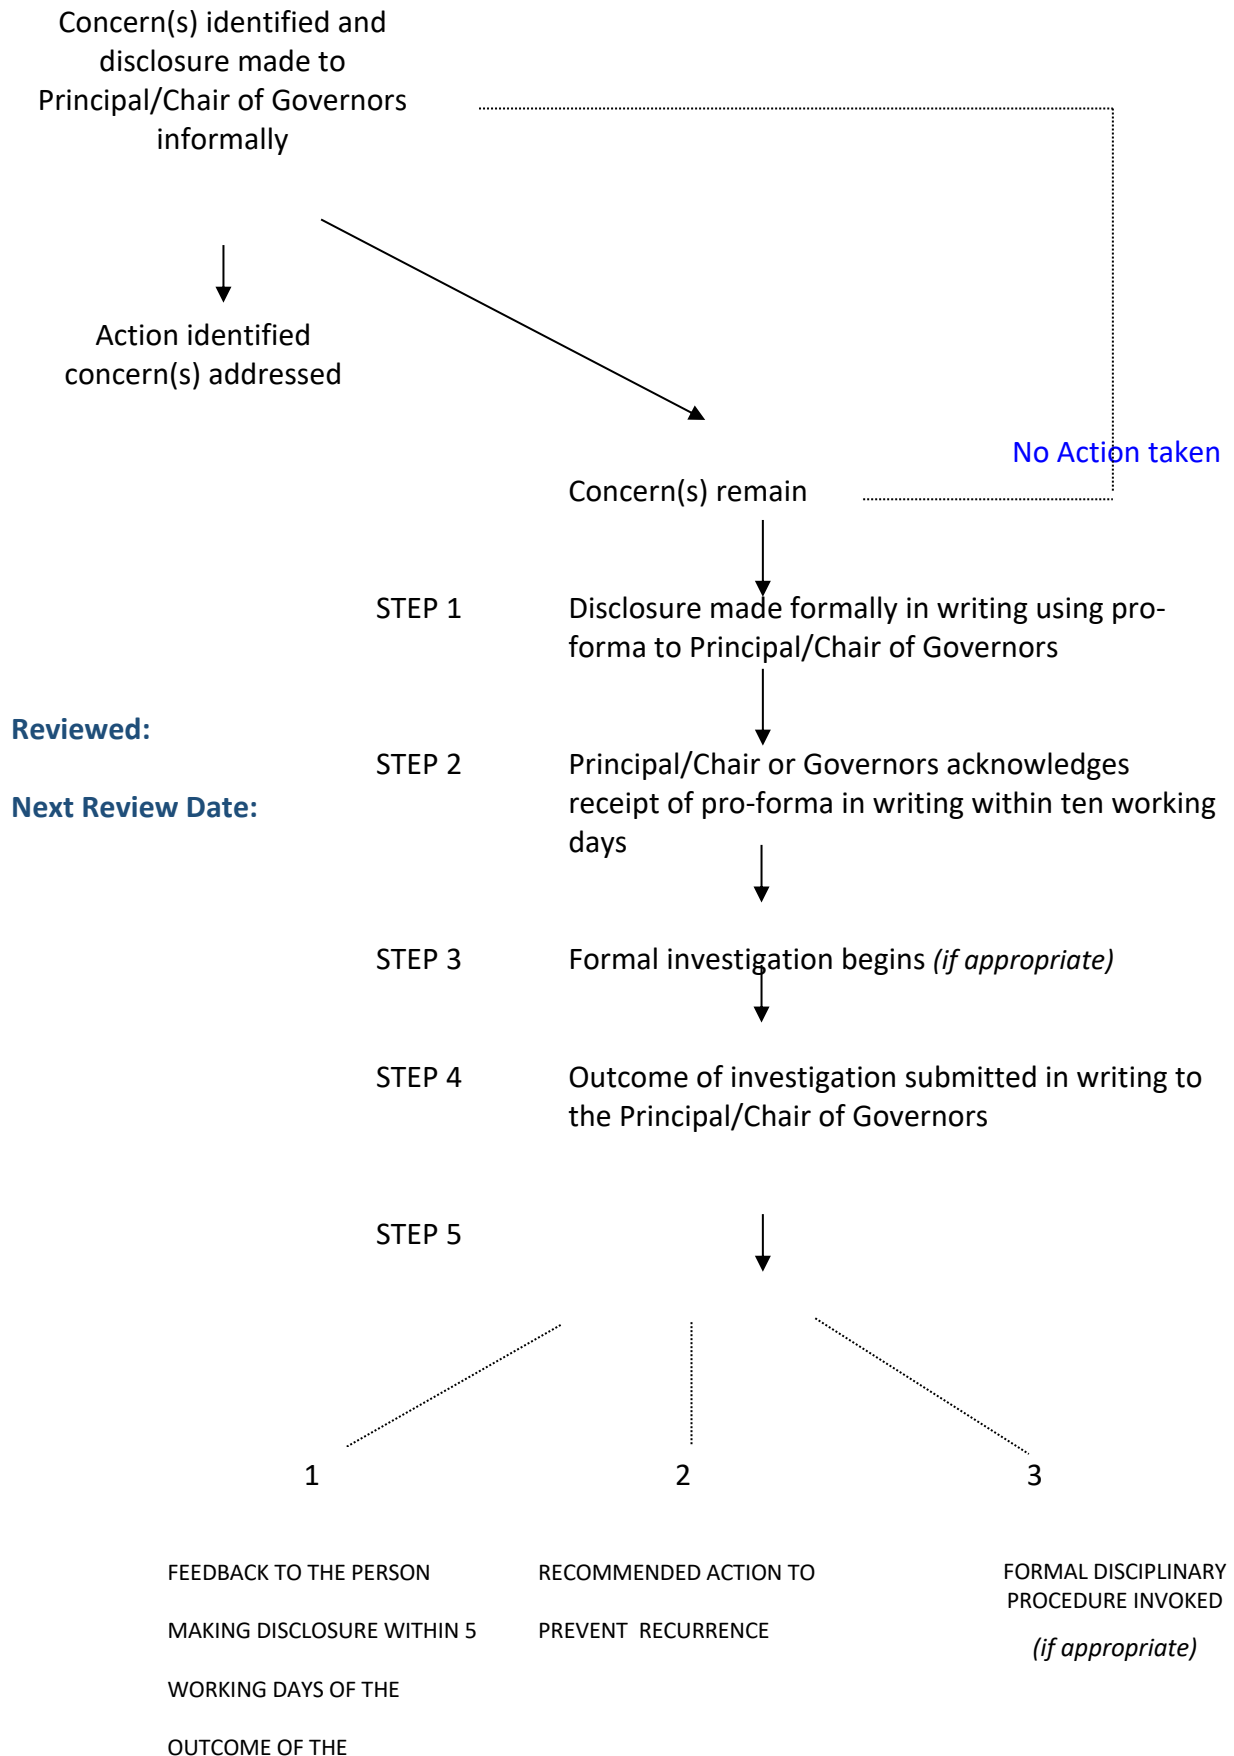 Concern(s) identified and
disclosure made to
Principal/Chair of Governors
informally
Action identified
concern(s) addressed
No Action taken
Concern(s) remain
STEP 1
Disclosure made formally in writing using pro-
forma to Principal/Chair of Governors
Reviewed:
Next Review Date:
STEP 2
Principal/Chair or Governors acknowledges
receipt of pro-forma in writing within ten working
days
STEP 3
Formal investigation begins (if appropriate)
STEP 4
Outcome of investigation submitted in writing to
the Principal/Chair of Governors
STEP 5
1
2
3
FEEDBACK TO THE PERSON
MAKING DISCLOSURE WITHIN 5
WORKING DAYS OF THE
OUTCOME OF THE
RECOMMENDED ACTION TO
PREVENT RECURRENCE
FORMAL DISCIPLINARY
PROCEDURE INVOKED
(if appropriate)